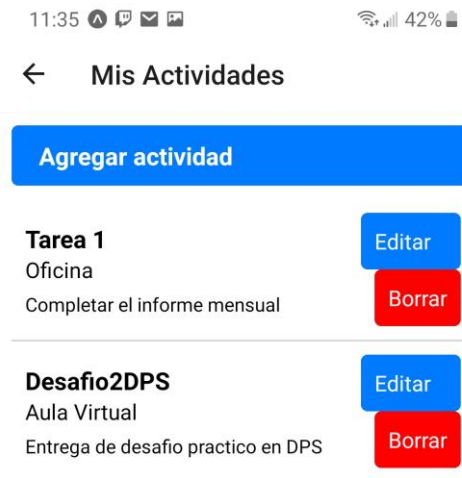 11:35 42%
Mis Actividades
Agregar actividad
Tarea 1
Editar
Oficina
Completar el informe mensual
Borrar
Desafio2DPS
Editar
Aula Virtual
Entrega de desafio practico en DPS
Borrar